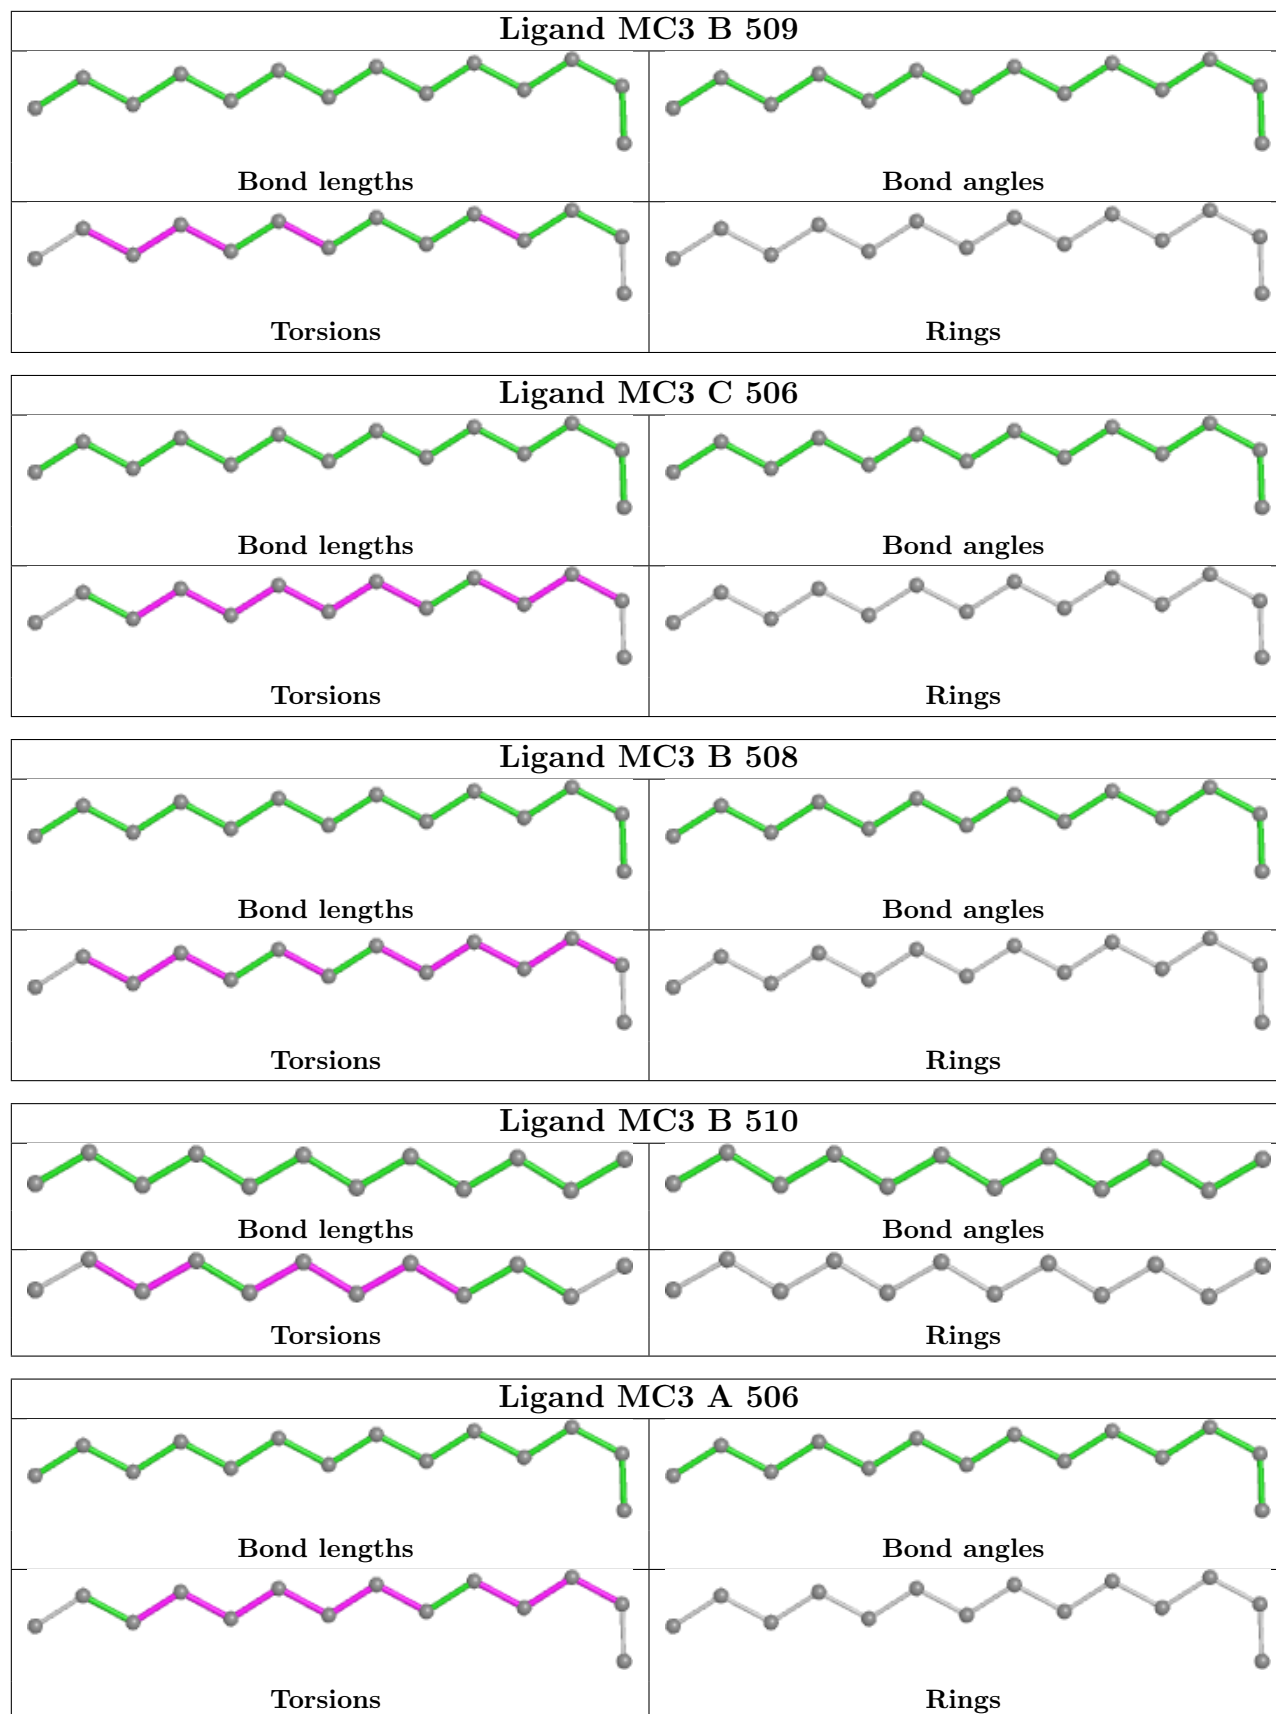 Ligand MC3 B 509
Bond lengths
Bond angles
Torsions
Rings
Ligand MC3 C 506
Bond lengths
Bond angles
Torsions
Rings
Ligand MC3 B 508
Bond lengths
Bond angles
Torsions
Rings
Ligand MC3 B 510
Bond lengths
Bond angles
Torsions
Rings
Ligand MC3 A 506
Bond lengths
Bond angles
Torsions
Rings